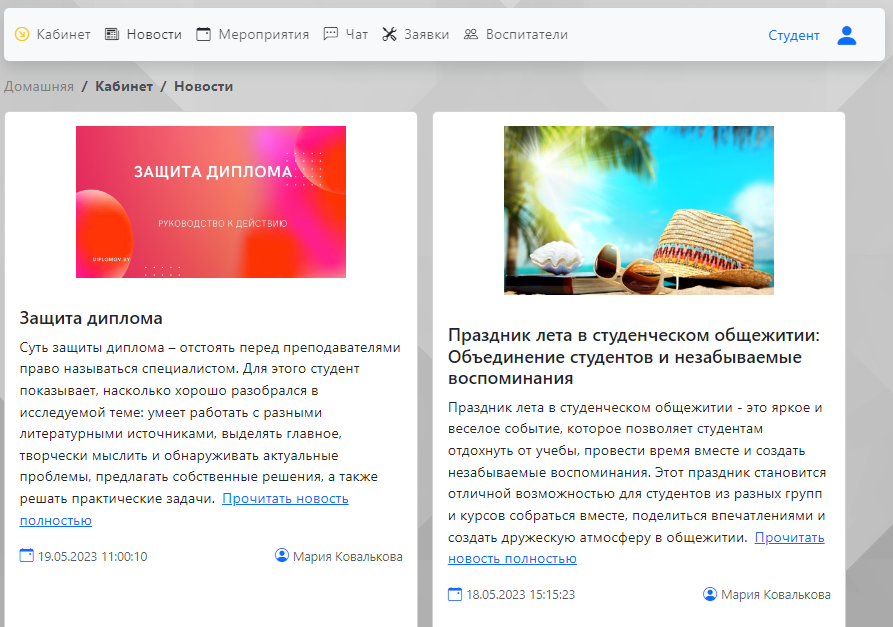 Кабинет Новости Мероприятия Чат Заявки Воспитатели Студент
Домашняя / Кабинет / Новости
ЗАЩИТА ДИПЛОМА
РУКОВОДСТВО К ДЕЙСТВИЮ
DIPLOMOV.BY
Защита диплома
Суть защиты диплома – отстоять перед преподавателями
право называться специалистом. Для этого студент
показывает, насколько хорошо разобрался в
исследуемой теме: умеет работать с разными
литературными источниками, выделять главное,
творчески мыслить и обнаруживать актуальные
проблемы, предлагать собственные решения, а также
решать практические задачи. Прочитать новость
полностью
19.05.2023 11:00:10 Мария Ковалькова
Праздник лета в студенческом общежитии:
Объединение студентов и незабываемые
воспоминания
Праздник лета в студенческом общежитии - это яркое и
веселое событие, которое позволяет студентам
отдохнуть от учебы, провести время вместе и создать
незабываемые воспоминания. Этот праздник становится
отличной возможностью для студентов из разных групп
и курсов собраться вместе, поделиться впечатлениями и
создать дружескую атмосферу в общежитии. Прочитать
новость полностью
18.05.2023 15:15:23 Мария Ковалькова